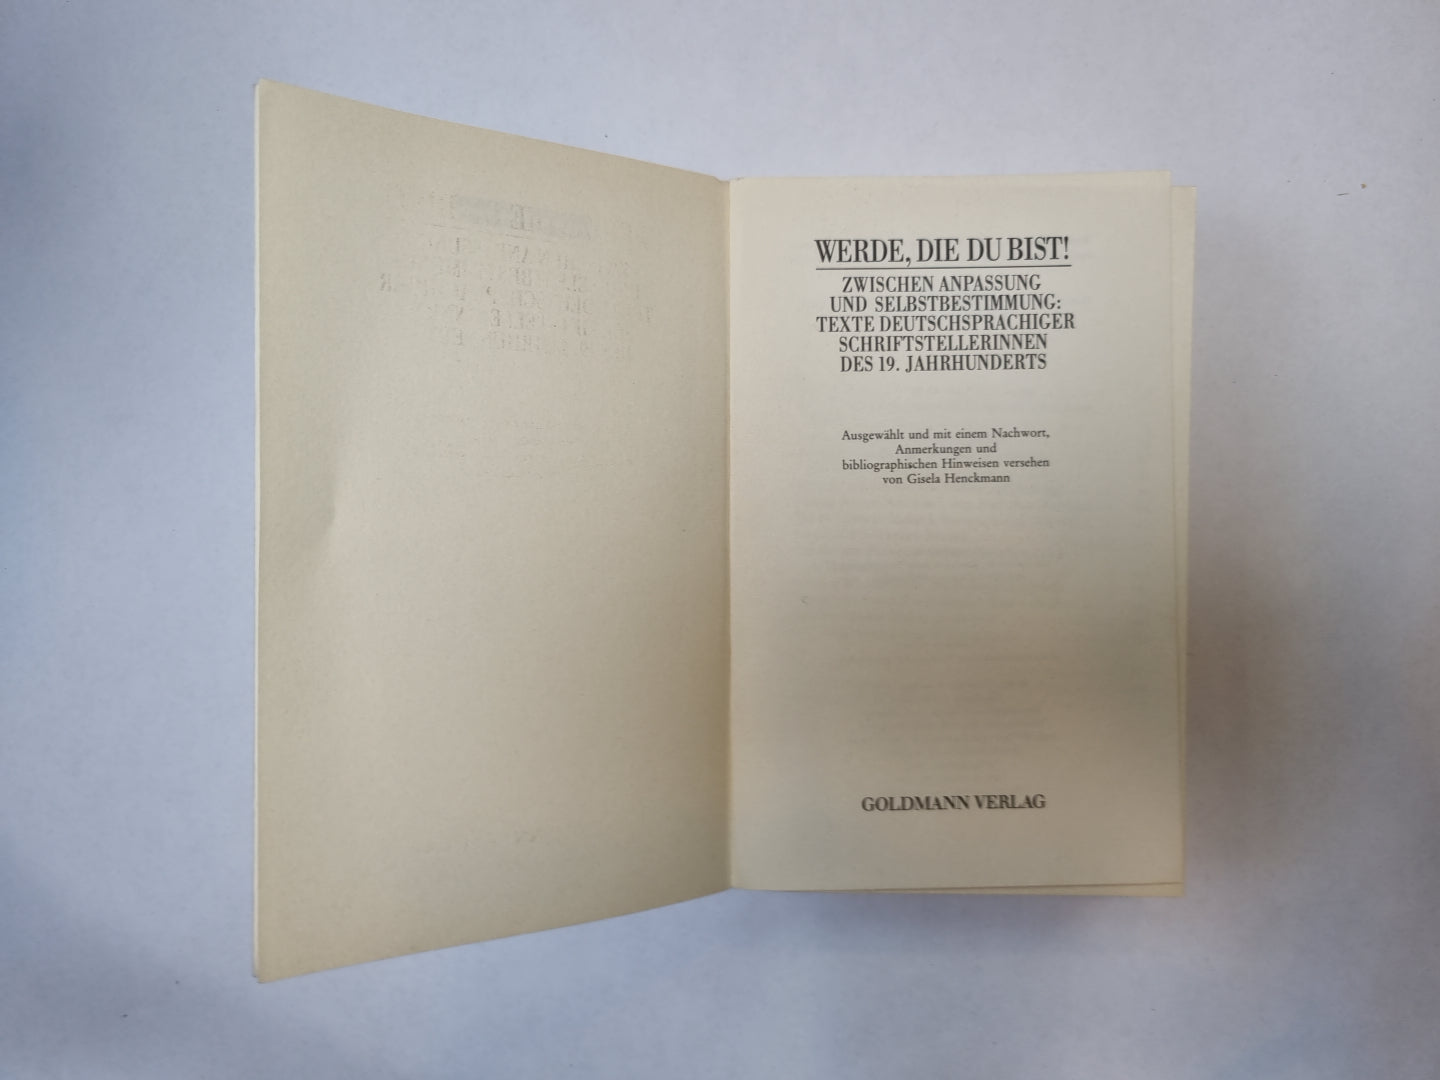 WERDE, DIE DU BIST!
ZWISCHEN ANPASSUNG
UND SELBSTBESTIMMUNG:
TEXTE DEUTSCHSPRACHIGER
SCHRIFTSTELLERINNEN
DES 19. JAHRHUNDERTS
Ausgewählt und mit einem Nachwort,
Anmerkungen und
bibliographischen Hinweisen versehen
von Gisela Henckmann
GOLDMANN VERLAG